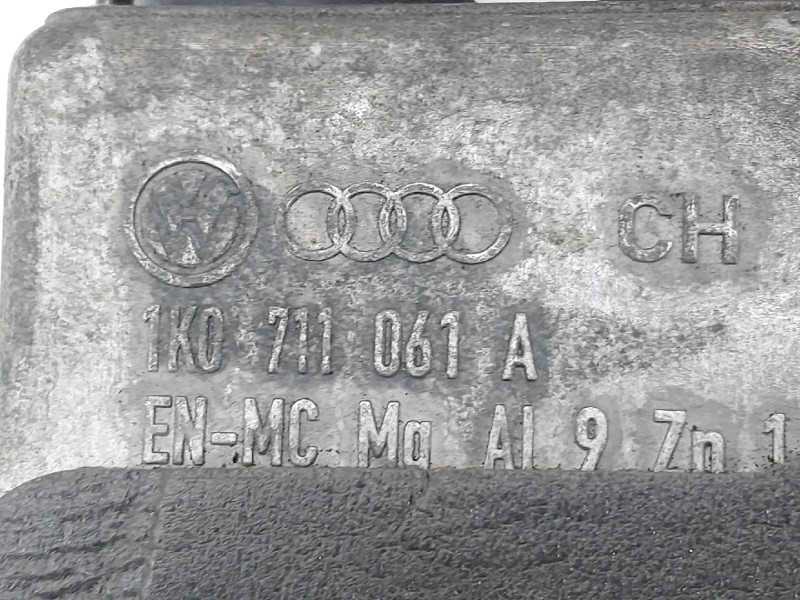 CH
1K0 711 061 A
EN-MC Mg Al 9 Zn 1